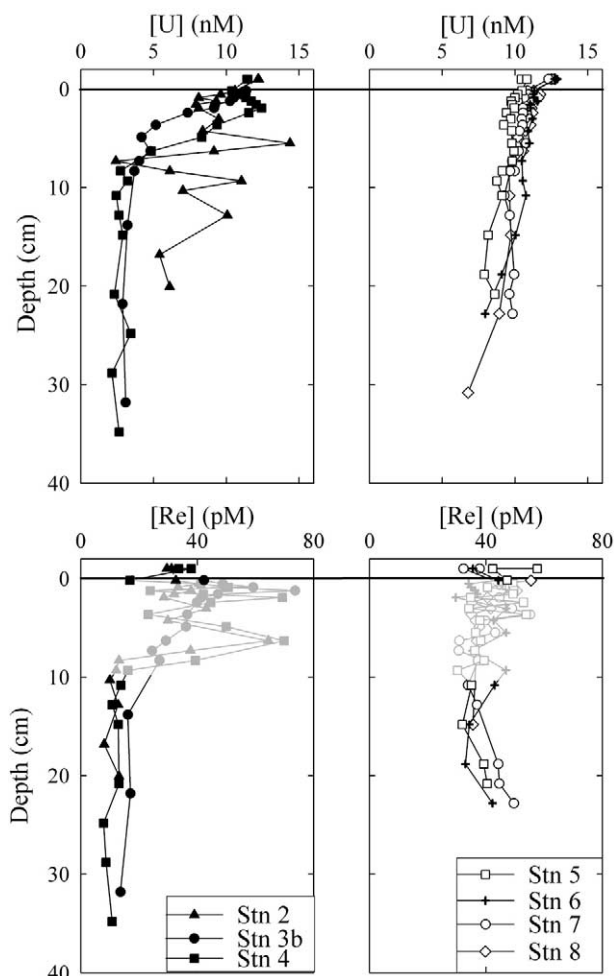 [U] (nM) [U] (nM)
0 5 10 15 0 5 10 15
0
10
20
30
40
Depth (cm)
[Re] (pM) [Re] (pM)
0 40 80 0 40 80
0
10
20
30
40
Depth (cm)
Stn 2
Stn 3b
Stn 4
Stn 5
Stn 6
Stn 7
Stn 8